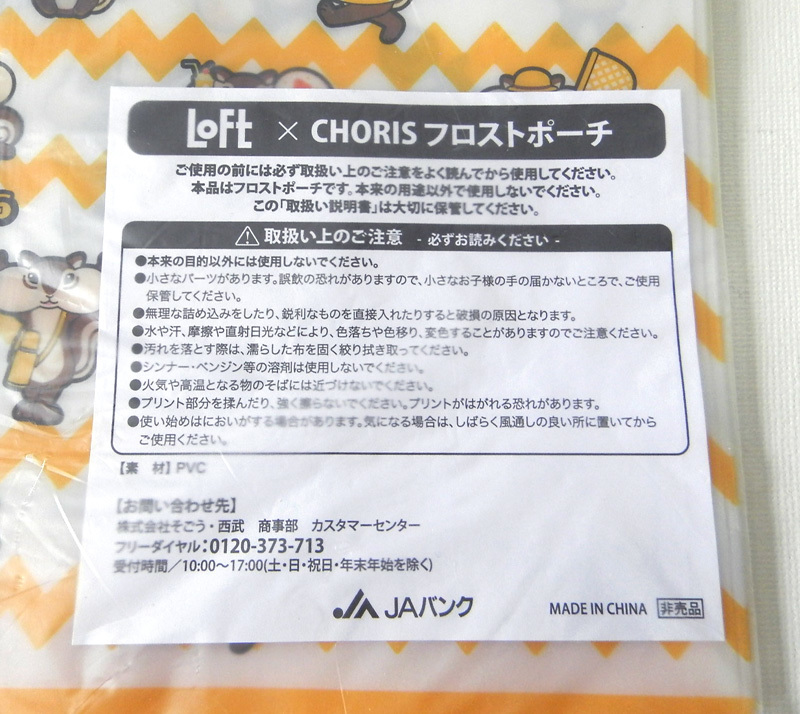 LOFT × CHORIS フロストポーチ
ご使用の前には必ず取扱い上のご注意をよく読んでから使用してください。
本品はフロストポーチです。本来の用途以外で使用しないでください。
この「取扱い説明書」は大切に保管してください。
⚠取扱い上のご注意 - 必ずお読みください -
●本来の目的以外には使用しないでください。
●小さなパーツがあります。誤飲の恐れがありますので、小さなお子様の手の届かないところで、ご使用
保管してください。
●無理な詰め込みをしたり、鋭利なものを直接入れたりすると破損の原因となります。
●水や汗、摩擦や直射日光などにより、色落ちや色移り、変色することがありますのでご注意ください。
●汚れを落とす際は、濡らした布を固く絞り拭き取ってください。
●シンナー・ベンジン等の溶剤は使用しないでください。
●火気や高温となる物のそばには近づけないでください。
●プリント部分を揉んだり、強く擦らないでください。プリントがはがれる恐れがあります。
●使い始めはにおいがする場合があります。気になる場合は、しばらく風通しの良い所に置いてから
ご使用ください。
【素 材】PVC
【お問い合わせ先】
株式会社そごう・西武 商事部 カスタマーセンター
フリーダイヤル：0120-373-713
受付時間／10:00〜17:00(土・日・祝日・年末年始を除く)
JAバンク
MADE IN CHINA 非売品